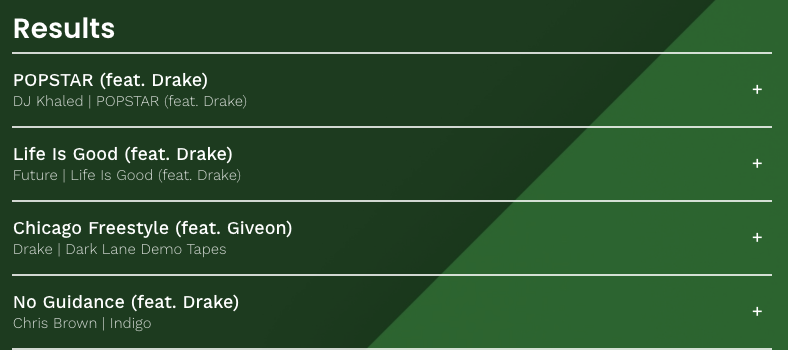 Results
POPSTAR (feat. Drake)
DJ Khaled | POPSTAR (feat. Drake)
+
Life Is Good (feat. Drake)
Future | Life Is Good (feat. Drake)
+
Chicago Freestyle (feat. Giveon)
Drake | Dark Lane Demo Tapes
+
No Guidance (feat. Drake)
Chris Brown | Indigo
+